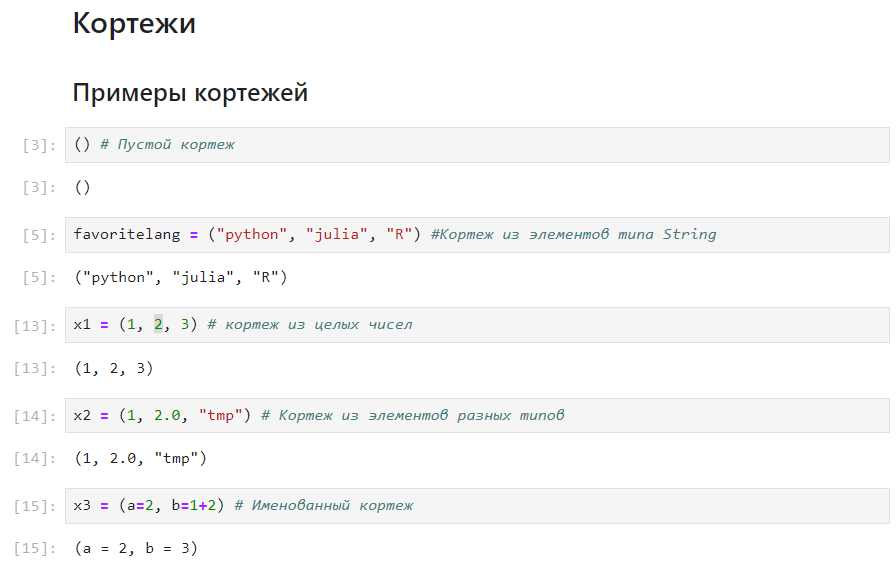 Кортежи
Примеры кортежей
[3]: () # Пустой кортеж
[3]: ()
[5]: favoritelang = ("python", "julia", "R") #Кортеж из элементов типа String
[5]: ("python", "julia", "R")
[13]: x1 = (1, 2, 3) # кортеж из целых чисел
[13]: (1, 2, 3)
[14]: x2 = (1, 2.0, "tmp") # Кортеж из элементов разных типов
[14]: (1, 2.0, "tmp")
[15]: x3 = (a=2, b=1+2) # Именованный кортеж
[15]: (a = 2, b = 3)